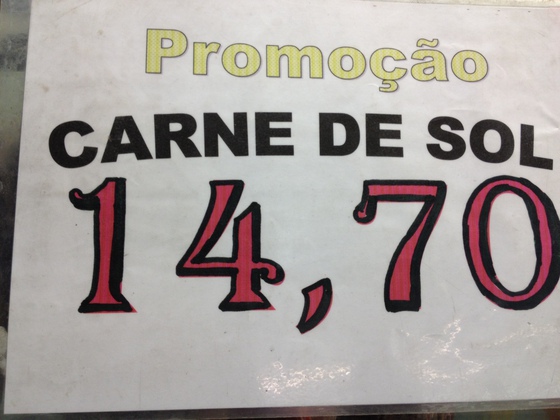 Promoção
CARNE DE SOL
14,70